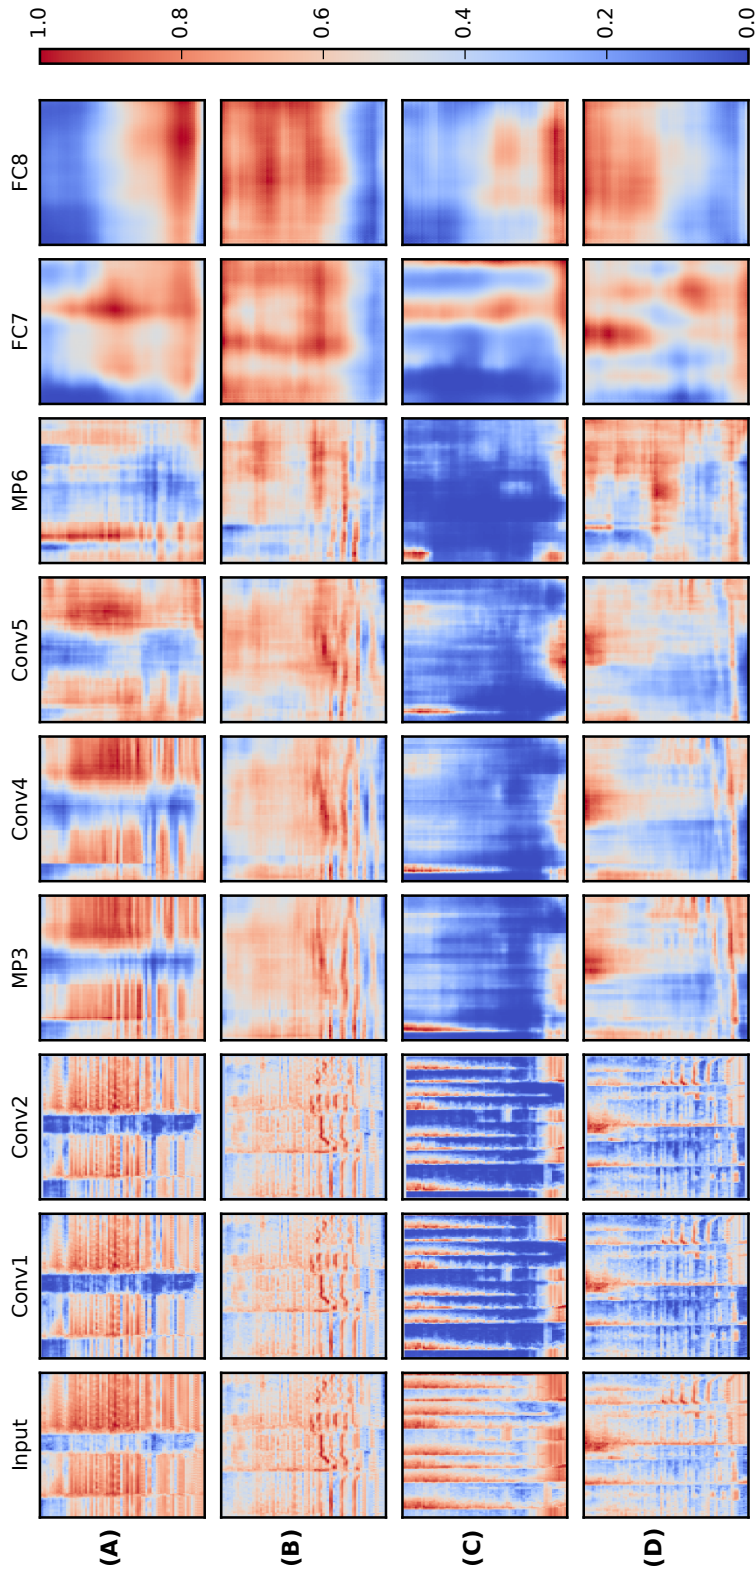 Input
Conv1
Conv2
MP3
Conv4
Conv5
MP6
FC7
FC8
(A)
(B)
(C)
(D)
1.0
0.8
0.6
0.4
0.2
0.0